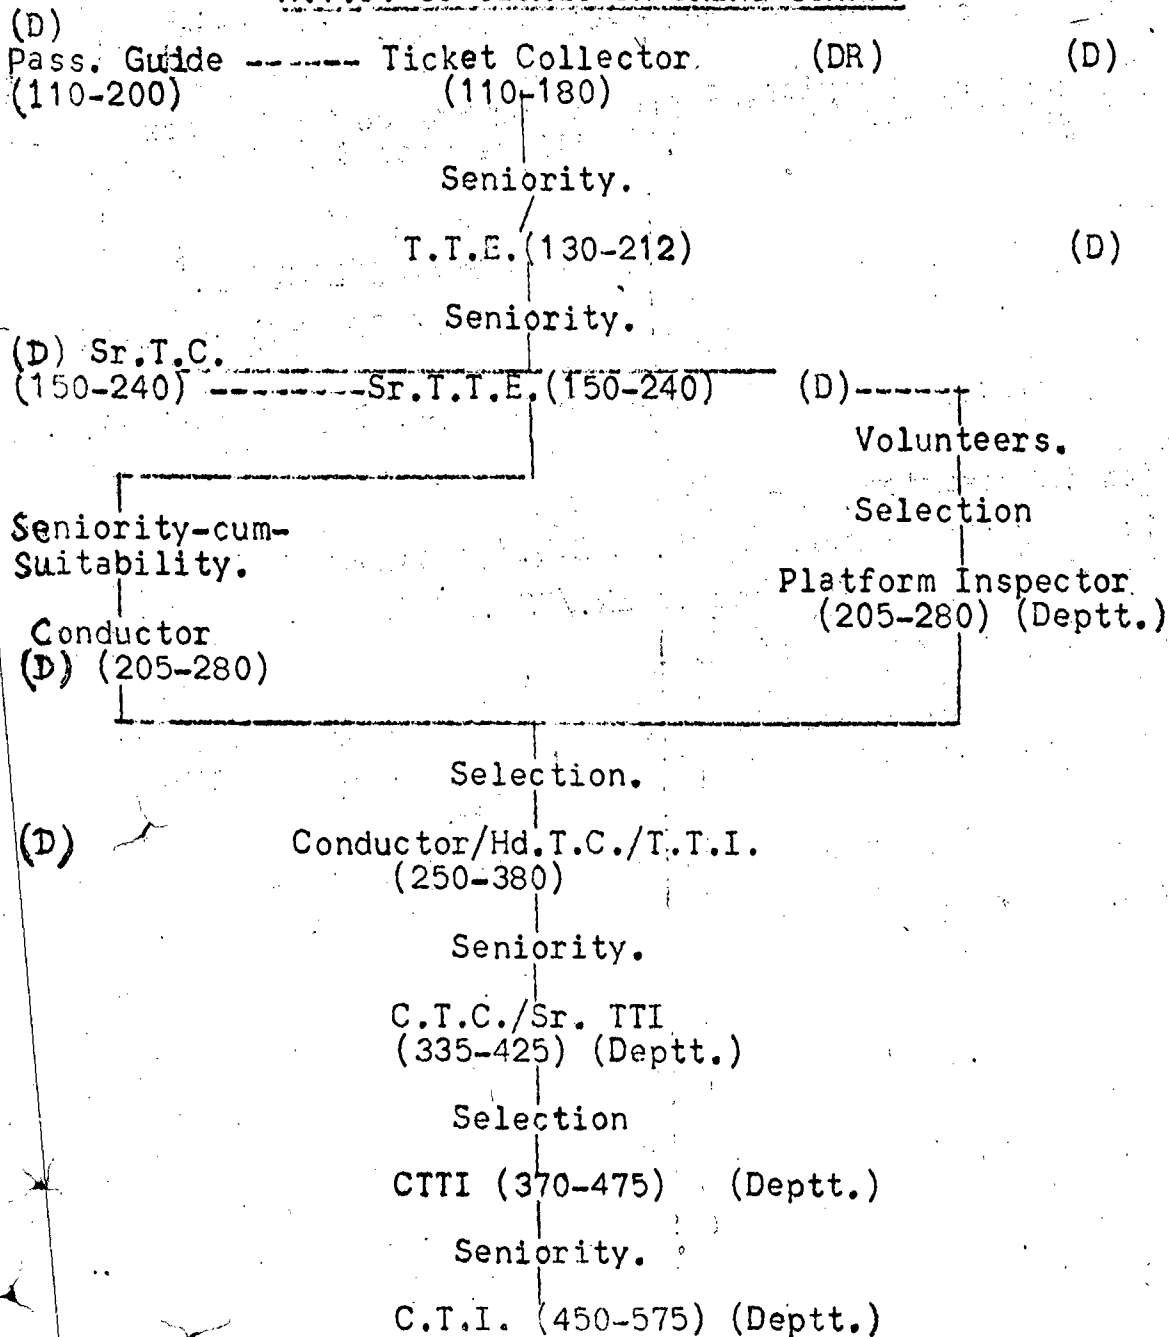 (D)
Pass. Guide ------ Ticket Collector. (DR) (D)
(110-200) (110-180)
Seniority.
T.T.E.(130-212) (D)
Seniority.
(D) Sr.T.C.
(150-240) --------Sr.T.T.E.(150-240) (D)------
Volunteers.
Selection
Seniority-cum-
Suitability.
Platform Inspector
(205-280) (Deptt.)
Conductor
(D) (205-280)
Selection.
(D) Conductor/Hd.T.C./T.T.I.
(250-380)
Seniority.
C.T.C./Sr. TTI
(335-425) (Deptt.)
Selection
CTTI (370-475) (Deptt.)
Seniority.
C.T.I. (450-575) (Deptt.)